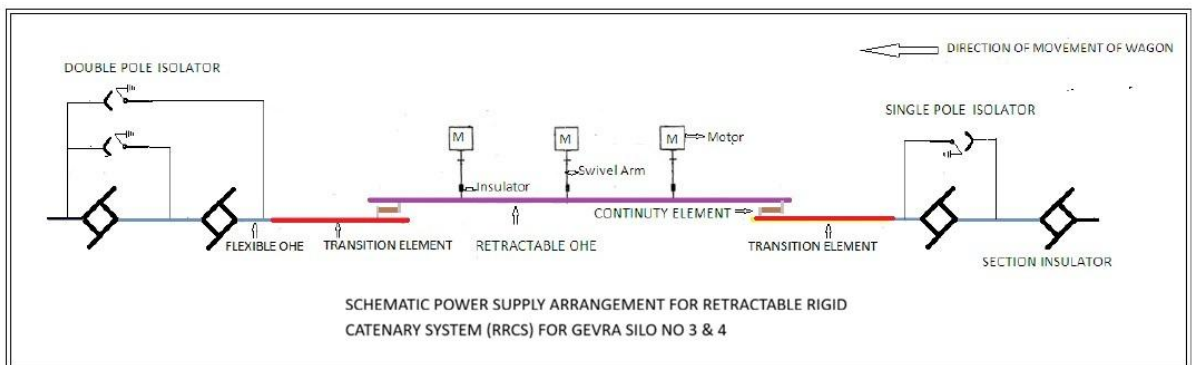 DIRECTION OF MOVEMENT OF WAGON
DOUBLE POLE ISOLATOR
SINGLE POLE ISOLATOR
M
M
M
Motor
Swivel Arm
Insulator
CONTINUTY ELEMENT
FLEXIBLE OHE
TRANSITION ELEMENT
RETRACTABLE OHE
TRANSITION ELEMENT
SECTION INSULATOR
SCHEMATIC POWER SUPPLY ARRANGEMENT FOR RETRACTABLE RIGID
CATENARY SYSTEM (RRCS) FOR GEVRA SILO NO 3 & 4